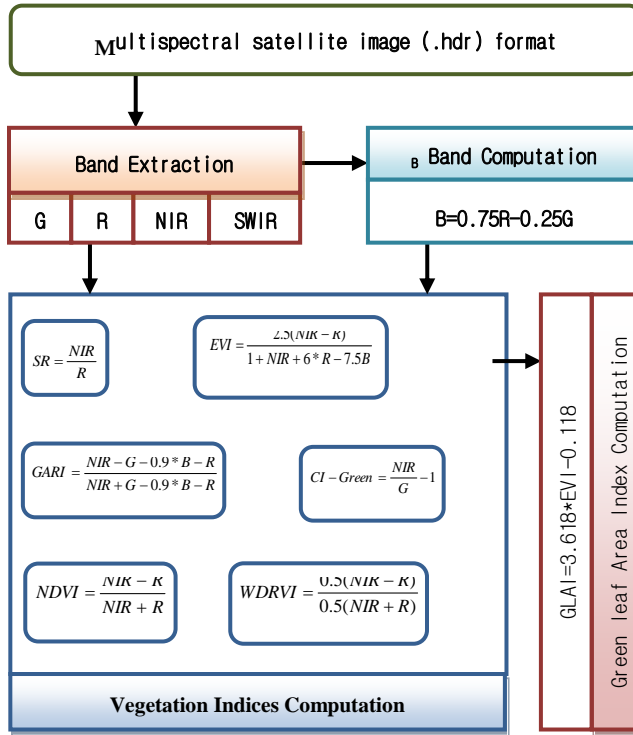 Multispectral satellite image (.hdr) format
Band Extraction
G R NIR SWIR
B Band Computation
B=0.75R-0.25G
SR = NIR / R
EVI = 2.5(NIR − R) / 1 + NIR + 6 * R − 7.5B
GARI = NIR − G − 0.9 * B − R / NIR + G − 0.9 * B − R
CI − Green = NIR / G − 1
NDVI = NIR − R / NIR + R
WDRVI = 0.5(NIR − R) / 0.5(NIR + R)
Vegetation Indices Computation
GLAI=3.618*EVI-0.118
Green leaf Area Index Computation